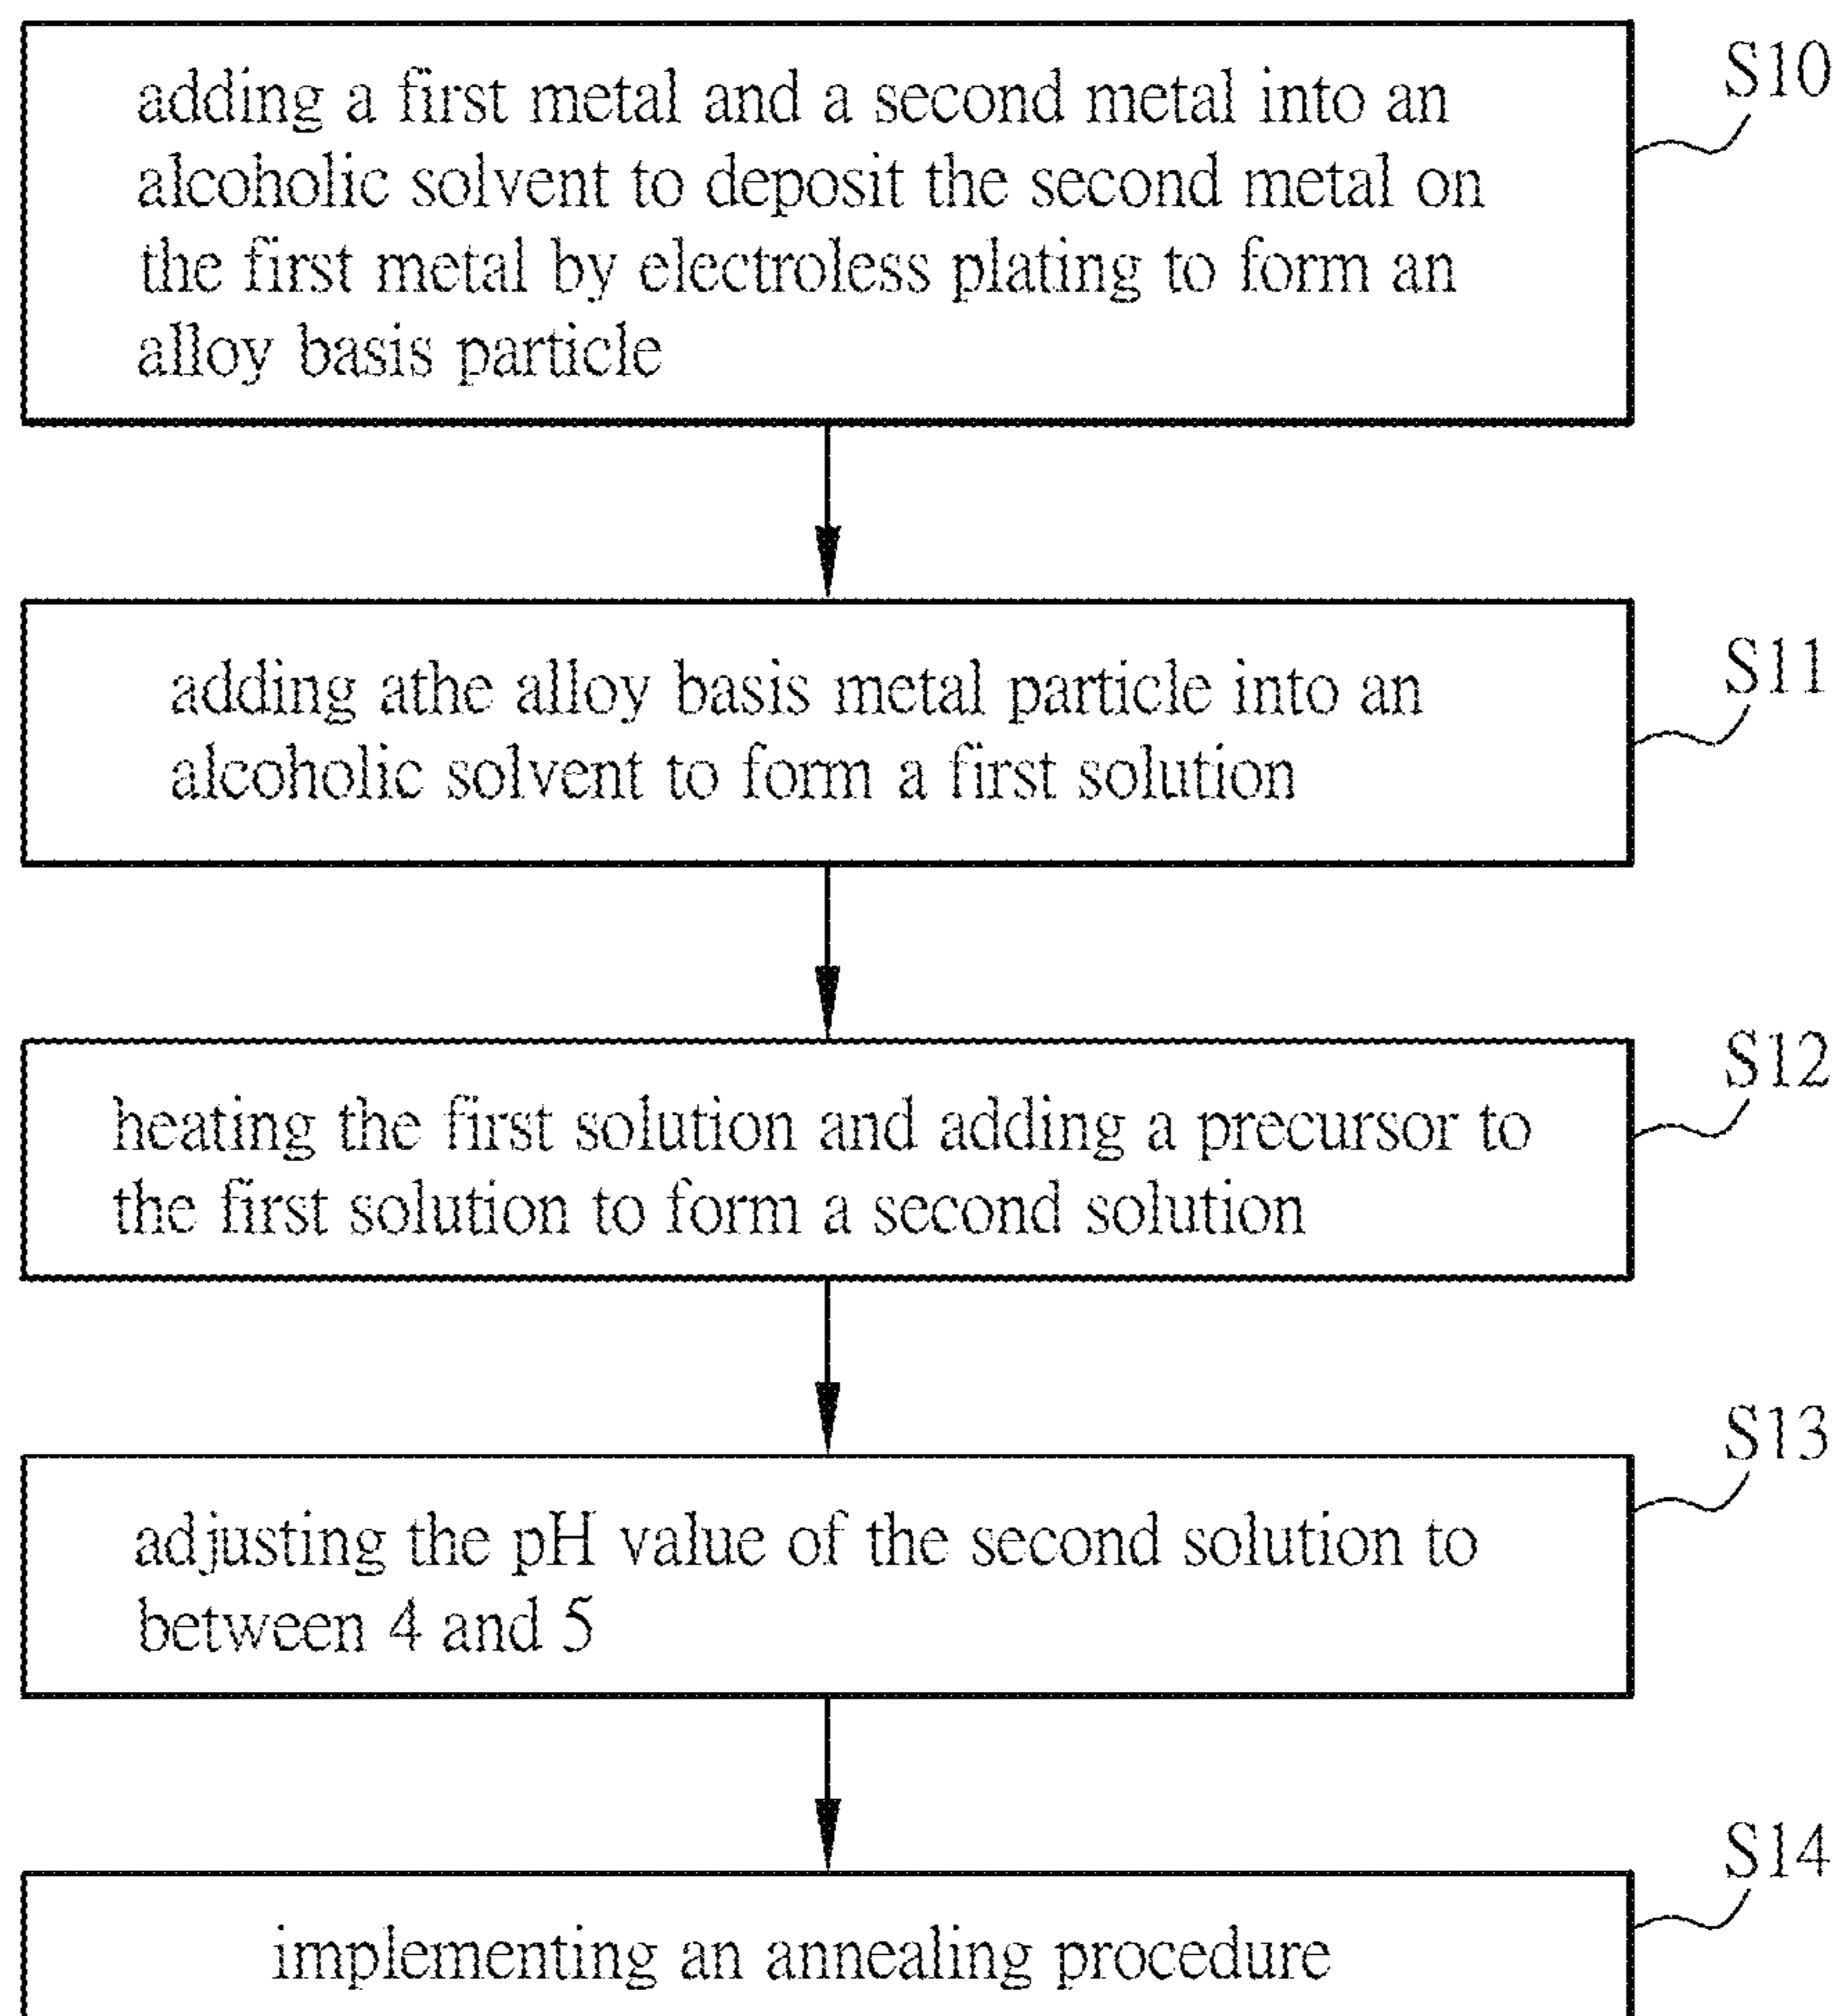 S10
adding a first metal and a second metal into an
alcoholic solvent to deposit the second metal on
the first metal by electroless plating to form an
alloy basis particle
S11
adding athe alloy basis metal particle into an
alcoholic solvent to form a first solution
S12
heating the first solution and adding a precursor to
the first solution to form a second solution
S13
adjusting the pH value of the second solution to
between 4 and 5
S14
implementing an annealing procedure